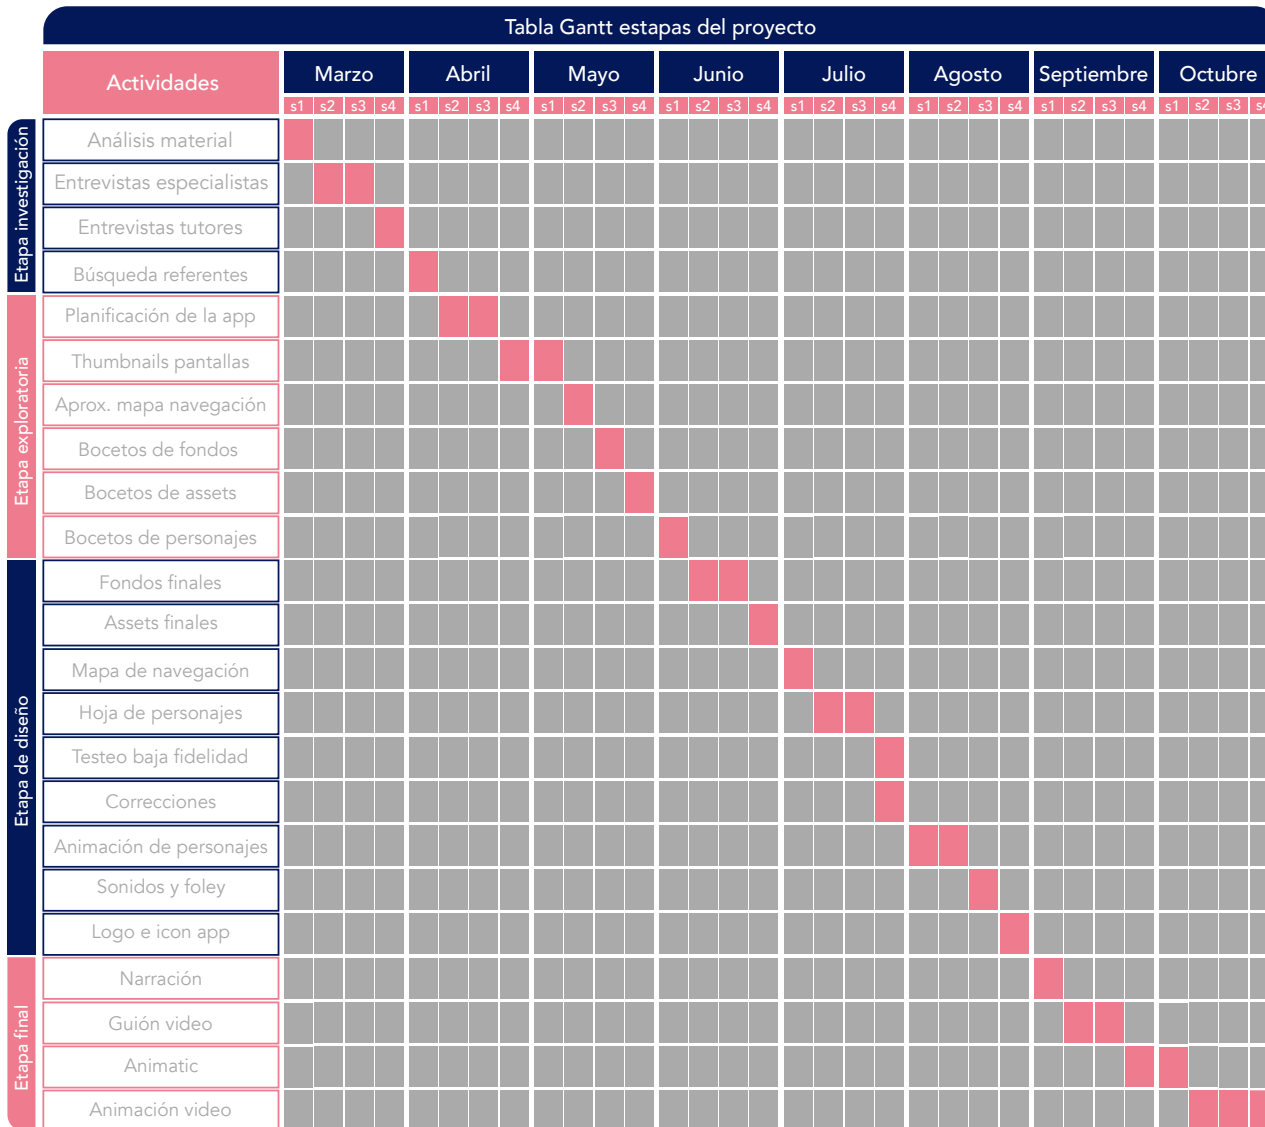 Tabla Gantt estapas del proyecto
Actividades Marzo Abril Mayo Junio Julio Agosto Septiembre Octubre
s1 s2 s3 s4 s1 s2 s3 s4 s1 s2 s3 s4 s1 s2 s3 s4 s1 s2 s3 s4 s1 s2 s3 s4 s1 s2 s3 s4 s1 s2 s3 s4
Etapa investigación
Análisis material
Entrevistas especialistas
Entrevistas tutores
Búsqueda referentes
Etapa exploratoria
Planificación de la app
Thumbnails pantallas
Aprox. mapa navegación
Bocetos de fondos
Bocetos de assets
Bocetos de personajes
Etapa de diseño
Fondos finales
Assets finales
Mapa de navegación
Hoja de personajes
Testeo baja fidelidad
Correcciones
Animación de personajes
Sonidos y foley
Logo e icon app
Etapa final
Narración
Guión video
Animatic
Animación video